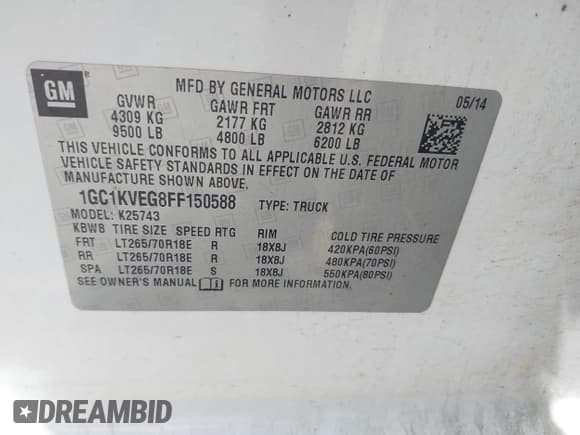 GM
MFD BY GENERAL MOTORS LLC
05/14
GVWR GAWR FRT GAWR RR
4309 KG 2177 KG 2812 KG
9500 LB 4800 LB 6200 LB
THIS VEHICLE CONFORMS TO ALL APPLICABLE U.S. FEDERAL MOTOR
VEHICLE SAFETY STANDARDS IN EFFECT ON THE DATE OF
MANUFACTURE SHOWN ABOVE.
1GC1KVEG8FF150588 TYPE: TRUCK
MODEL: K25743
KBW8 TIRE SIZE SPEED RTG RIM COLD TIRE PRESSURE
FRT LT265/70R18E R 18X8J 420KPA(60PSI)
RR LT265/70R18E R 18X8J 480KPA(70PSI)
SPA LT265/70R18E S 18X8J 550KPA(80PSI)
SEE OWNER'S MANUAL i FOR MORE INFORMATION.
DREAMBID